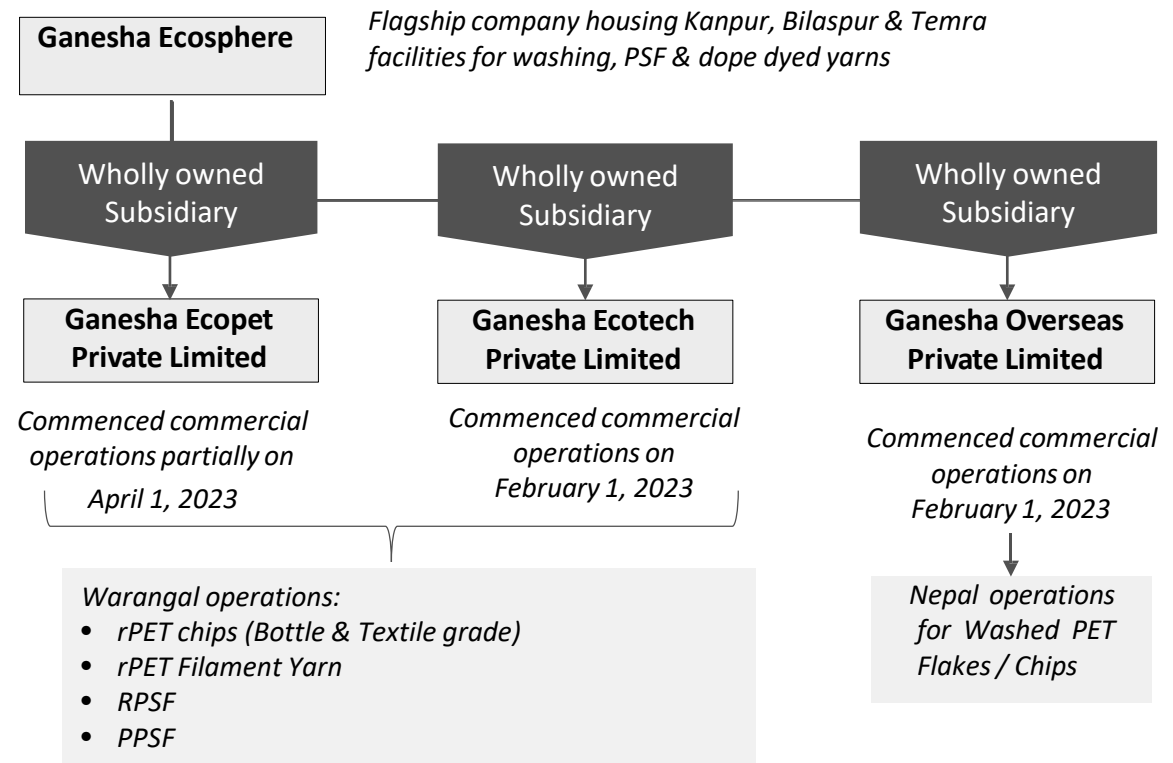 Ganesha Ecosphere
Flagship company housing Kanpur, Bilaspur & Temra
facilities for washing, PSF & dope dyed yarns
Wholly owned
Subsidiary
Wholly owned
Subsidiary
Wholly owned
Subsidiary
Ganesha Ecopet
Private Limited
Ganesha Ecotech
Private Limited
Ganesha Overseas
Private Limited
Commenced commercial
operations partially on
April 1, 2023
Commenced commercial
operations on
February 1, 2023
Commenced commercial
operations on
February 1, 2023
Warangal operations:
• rPET chips (Bottle & Textile grade)
• rPET Filament Yarn
• RPSF
• PPSF
Nepal operations
for Washed PET
Flakes / Chips